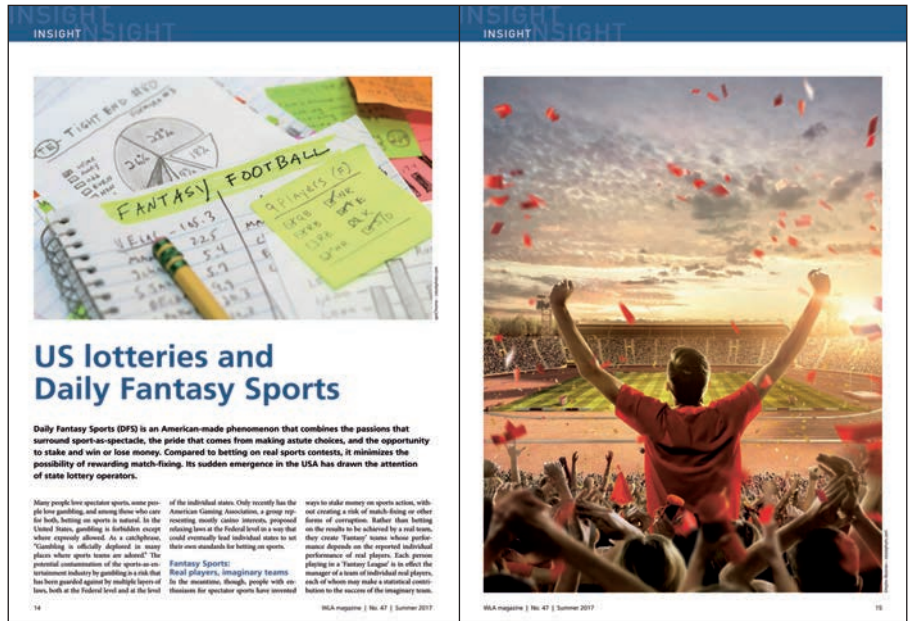 INSIGHT
INSIGHT
INSIGHT
TE - TIGHT END
FANTASY FOOTBALL
9 PLAYERS
US lotteries and
Daily Fantasy Sports
Daily Fantasy Sports (DFS) is an American-made phenomenon that combines the passions that
surround sport-as-spectacle, the pride that comes from making astute choices, and the opportunity
to stake and win or lose money. Compared to betting on real sports contests, it minimizes the
possibility of rewarding match-fixing. Its sudden emergence in the USA has drawn the attention
of state lottery operators.
Many people love spectator sports, some peo-
ple love gambling, and among those who care
for both, betting on sports is natural. In the
United States, gambling is forbidden except
where expressly allowed. As a catchphrase,
"Gambling is officially deplored in many
places where sports teams are adored." The
potential contamination of the sports-as-en-
tertainment industry by gambling is a risk that
has been guarded against by multiple layers of
laws, both at the Federal level and at the level
of the individual states. Only recently has the
American Gaming Association, a group rep-
resenting mostly casino interests, proposed
relaxing laws at the Federal level in a way that
could eventually lead individual states to set
their own standards for betting on sports.
Fantasy Sports:
Real players, imaginary teams
In the meantime, though, people with en-
thusiasm for spectator sports have invented
ways to stake money on sports action, with-
out creating a risk of match-fixing or other
forms of corruption. Rather than betting
on the results to be achieved by a real team,
they create 'Fantasy' teams whose perfor-
mance depends on the reported individual
performance of real players. Each person
playing in a 'Fantasy League' is in effect the
manager of a team of individual real players,
each of whom may make a statistical contri-
bution to the success of the imaginary team.
14
WLA magazine | No. 47 | Summer 2017
INSIGHT
INSIGHT
INSIGHT
WLA magazine | No. 47 | Summer 2017
15